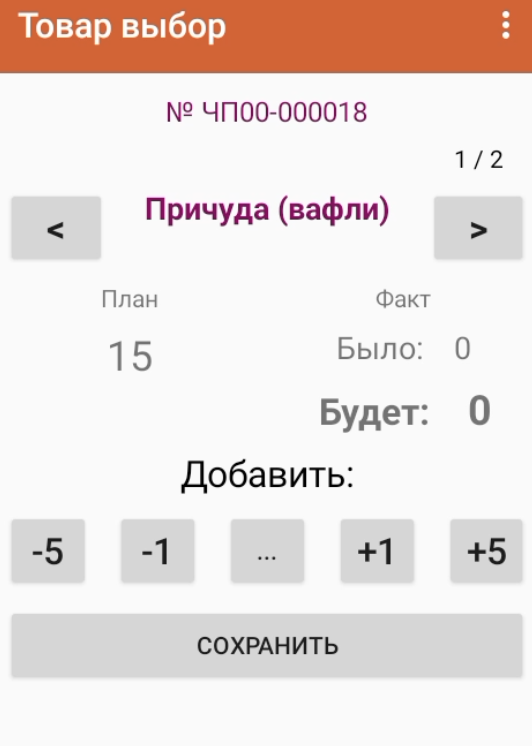 Товар выбор
№ ЧП00-000018
1 / 2
< Причуда (вафли) >
План Факт
15 Было: 0
Будет: 0
Добавить:
-5 -1 ... +1 +5
СОХРАНИТЬ